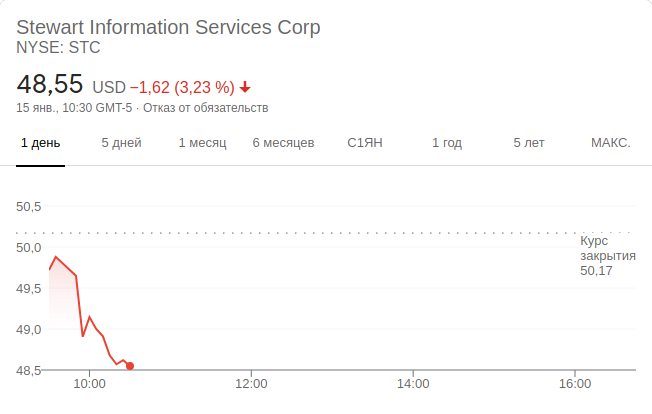 Stewart Information Services Corp
NYSE: STC
48,55 USD −1,62 (3,23 %)
15 янв., 10:30 GMT-5 · Отказ от обязательств
1 день 5 дней 1 месяц 6 месяцев С1ЯН 1 год 5 лет МАКС.
50,5
50,0
49,5
49,0
48,5
Курс
закрытия
50,17
10:00 12:00 14:00 16:00